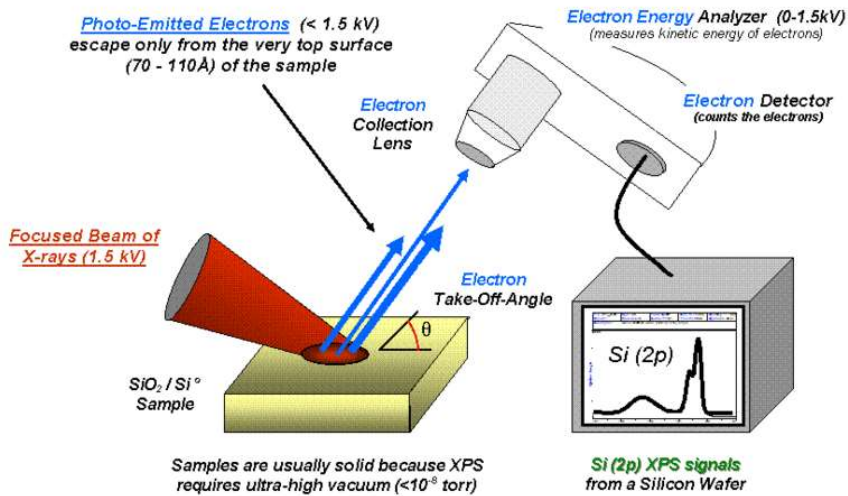 Photo-Emitted Electrons (< 1.5 kV)
escape only from the very top surface
(70 - 110Å) of the sample
Electron Energy Analyzer (0-1.5kV)
(measures kinetic energy of electrons)
Electron Detector
(counts the electrons)
Electron
Collection
Lens
Focused Beam of
X-rays (1.5 kV)
Electron
Take-Off-Angle
θ
SiO₂ / Si°
Sample
Si (2p)
Samples are usually solid because XPS
requires ultra-high vacuum (<10⁻⁸ torr)
Si (2p) XPS signals
from a Silicon Wafer